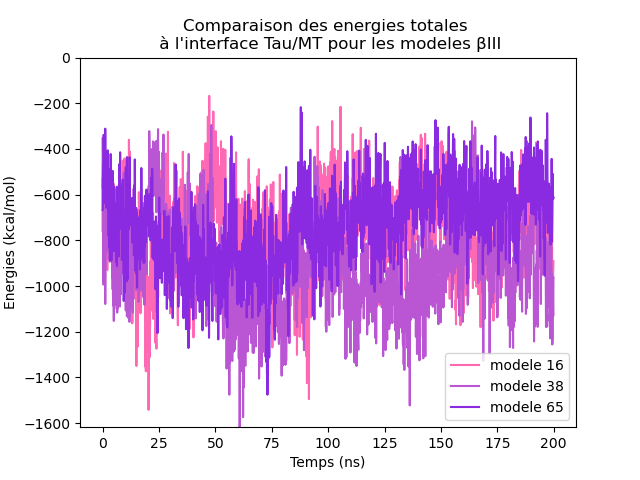 Comparaison des energies totales
à l'interface Tau/MT pour les modeles βIII
0
−200
−400
−600
−800
−1000
−1200
−1400
−1600
Energies (kcal/mol)
0
25
50
75
100
125
150
175
200
Temps (ns)
modele 16
modele 38
modele 65